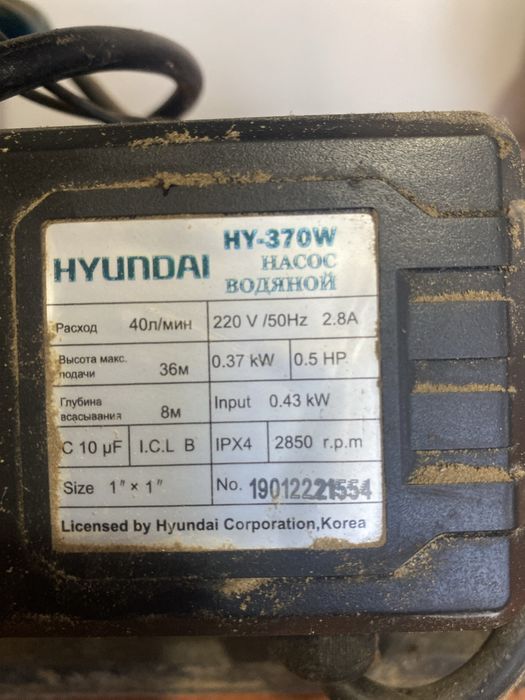 HYUNDAI
HY-370W
НАСОС
ВОДЯНОЙ
Расход 40л/мин
220 V /50Hz 2.8A
Высота макс.
подачи 36м
0.37 kW 0.5 HP
Глубина
всасывания 8м
Input 0.43 kW
C 10 µF I.C.L B IPX4 2850 r.p.m
Size 1" × 1" No. 19012221554
Licensed by Hyundai Corporation,Korea